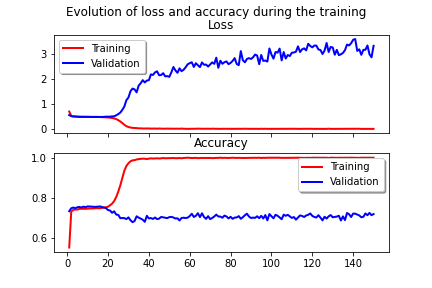 Evolution of loss and accuracy during the training
Loss
3
2
1
0
Training
Validation
Accuracy
1.0
0.8
0.6
Training
Validation
0 20 40 60 80 100 120 140